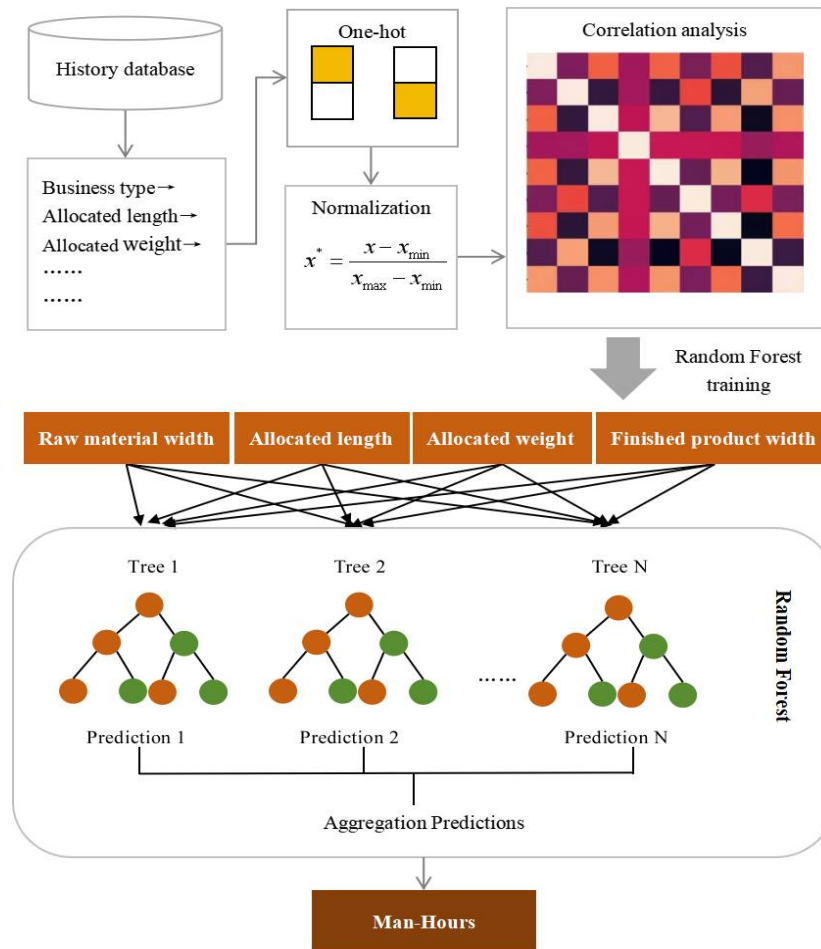 History database
One-hot
Correlation analysis
Business type→
Allocated length→
Allocated weight→
……
……
Normalization
x* = (x − xmin) / (xmax − xmin)
Random Forest
training
Raw material width
Allocated length
Allocated weight
Finished product width
Tree 1
Tree 2
Tree N
……
Random Forest
Prediction 1
Prediction 2
Prediction N
Aggregation Predictions
Man-Hours